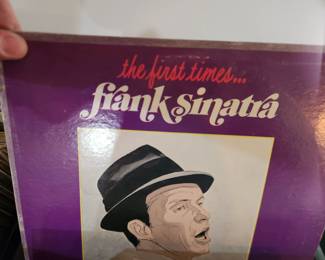 the first times...
frank sinatra